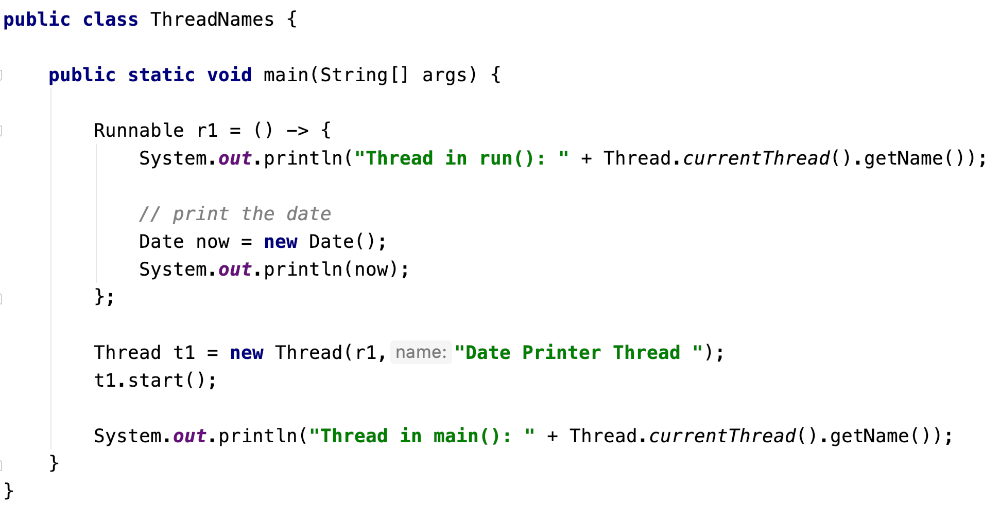 public class ThreadNames {
public static void main(String[] args) {
Runnable r1 = () -> {
System.out.println("Thread in run(): " + Thread.currentThread().getName());
// print the date
Date now = new Date();
System.out.println(now);
};
Thread t1 = new Thread(r1, name: "Date Printer Thread ");
t1.start();
System.out.println("Thread in main(): " + Thread.currentThread().getName());
}
}